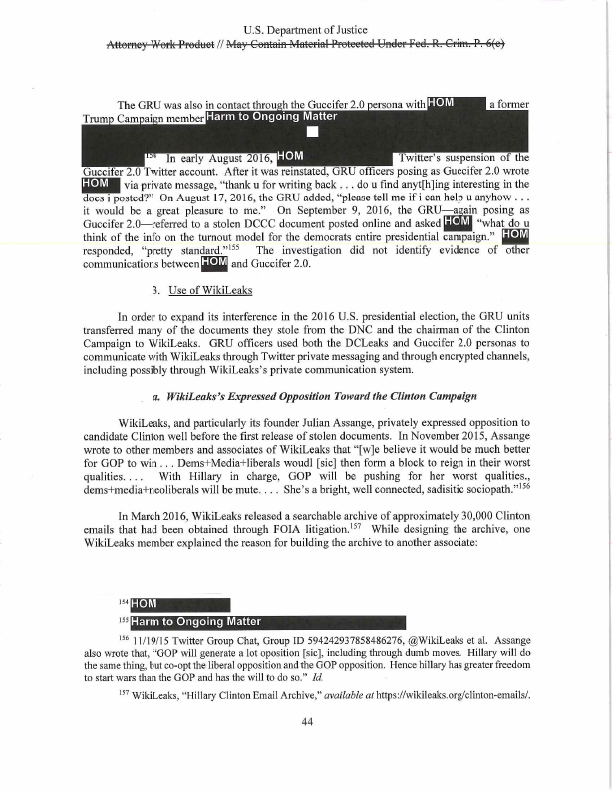 U.S. Department of Justice
Attorney Work Product // May Contain Material Protected Under Fed. R. Crim. P. 6(e)
The GRU was also in contact through the Guccifer 2.0 persona with HOM a former
Trump Campaign member Harm to Ongoing Matter
154 In early August 2016, HOM Twitter's suspension of the
Guccifer 2.0 Twitter account. After it was reinstated, GRU officers posing as Guccifer 2.0 wrote
HOM via private message, "thank u for writing back . . . do u find anyt[h]ing interesting in the
docs i posted?" On August 17, 2016, the GRU added, "please tell me if i can help u anyhow . . .
it would be a great pleasure to me." On September 9, 2016, the GRU—again posing as
Guccifer 2.0—referred to a stolen DCCC document posted online and asked HOM "what do u
think of the info on the turnout model for the democrats entire presidential campaign." HOM
responded, "pretty standard."155 The investigation did not identify evidence of other
communications between HOM and Guccifer 2.0.
3. Use of WikiLeaks
In order to expand its interference in the 2016 U.S. presidential election, the GRU units
transferred many of the documents they stole from the DNC and the chairman of the Clinton
Campaign to WikiLeaks. GRU officers used both the DCLeaks and Guccifer 2.0 personas to
communicate with WikiLeaks through Twitter private messaging and through encrypted channels,
including possibly through WikiLeaks's private communication system.
a. WikiLeaks's Expressed Opposition Toward the Clinton Campaign
WikiLeaks, and particularly its founder Julian Assange, privately expressed opposition to
candidate Clinton well before the first release of stolen documents. In November 2015, Assange
wrote to other members and associates of WikiLeaks that "[w]e believe it would be much better
for GOP to win . . . Dems+Media+liberals woudl [sic] then form a block to reign in their worst
qualities. . . . With Hillary in charge, GOP will be pushing for her worst qualities.,
dems+media+neoliberals will be mute. . . . She's a bright, well connected, sadisitic sociopath."156
In March 2016, WikiLeaks released a searchable archive of approximately 30,000 Clinton
emails that had been obtained through FOIA litigation.157 While designing the archive, one
WikiLeaks member explained the reason for building the archive to another associate:
154 HOM
155 Harm to Ongoing Matter
156 11/19/15 Twitter Group Chat, Group ID 594242937858486276, @WikiLeaks et al. Assange
also wrote that, "GOP will generate a lot oposition [sic], including through dumb moves. Hillary will do
the same thing, but co-opt the liberal opposition and the GOP opposition. Hence hillary has greater freedom
to start wars than the GOP and has the will to do so." Id.
157 WikiLeaks, "Hillary Clinton Email Archive," available at https://wikileaks.org/clinton-emails/.
44